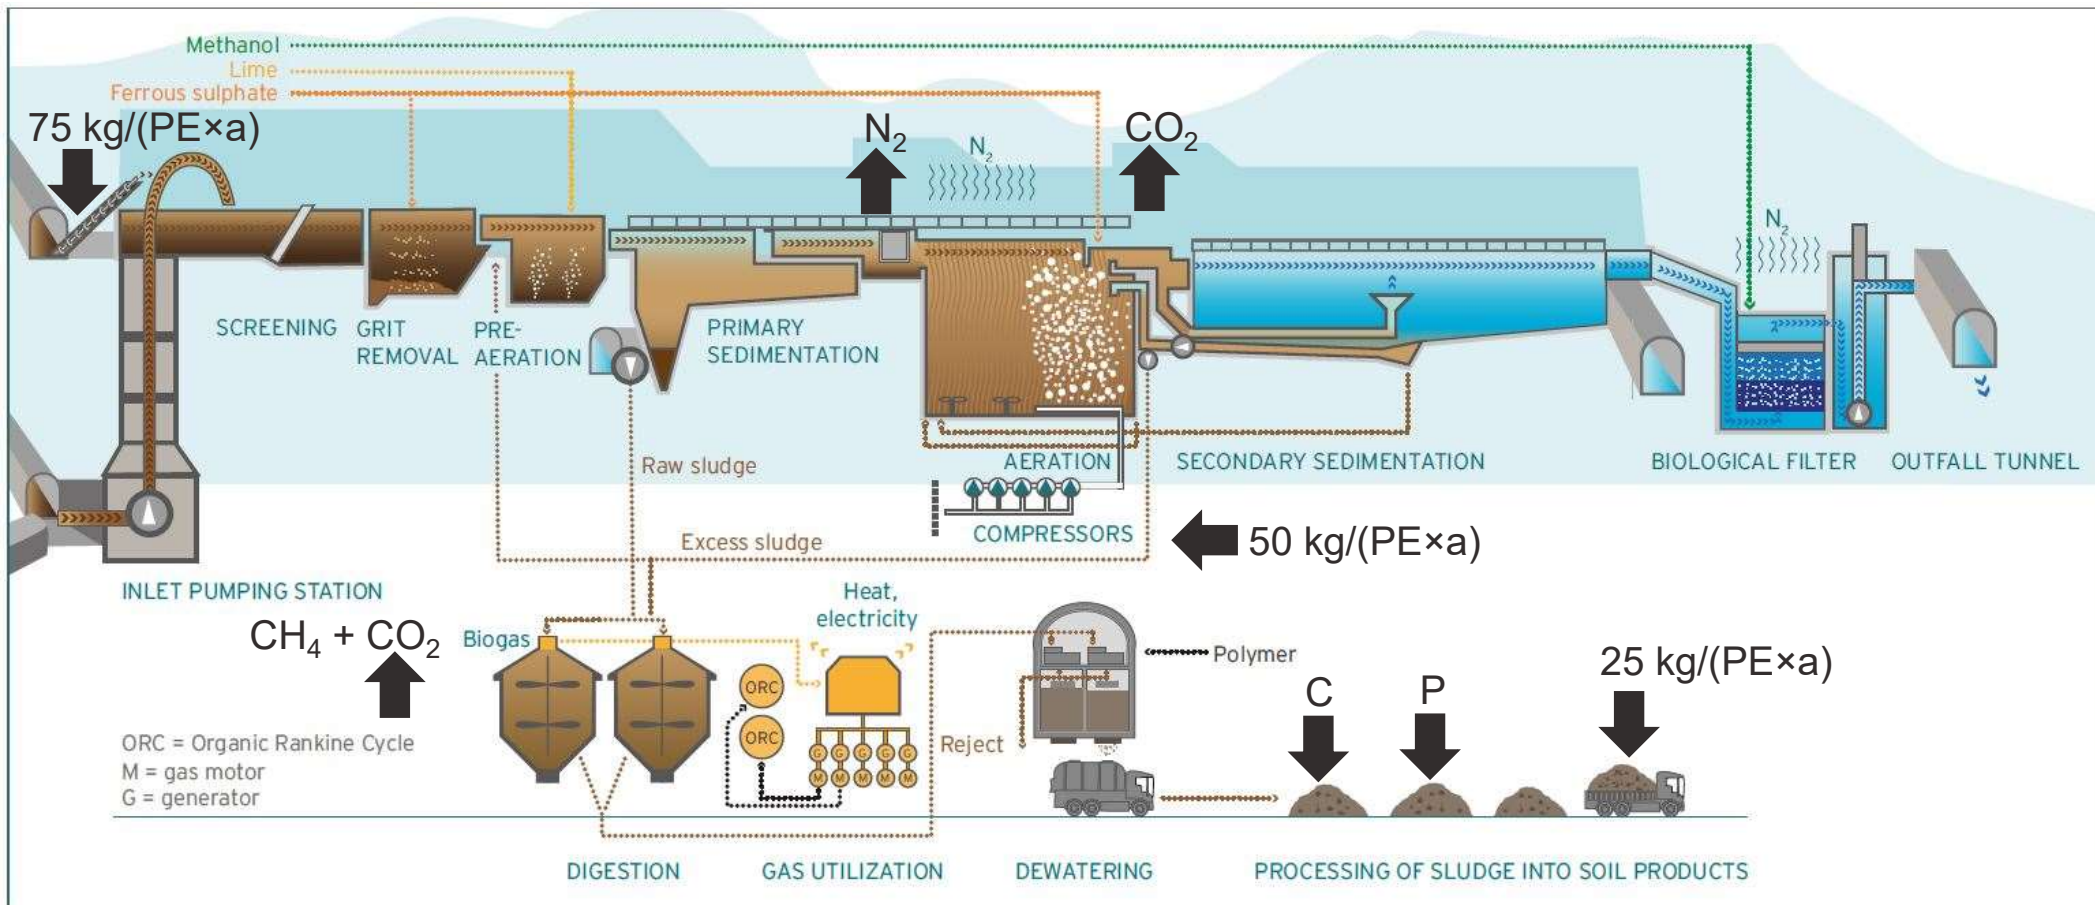 Methanol
Lime
Ferrous sulphate
75 kg/(PE×a)
N₂
N₂
CO₂
N₂
SCREENING
GRIT
REMOVAL
PRE-
AERATION
PRIMARY
SEDIMENTATION
AERATION
SECONDARY SEDIMENTATION
BIOLOGICAL FILTER
OUTFALL TUNNEL
Raw sludge
COMPRESSORS
Excess sludge
50 kg/(PE×a)
INLET PUMPING STATION
CH₄ + CO₂
Biogas
Heat,
electricity
Polymer
25 kg/(PE×a)
C
P
ORC
ORC
Reject
G G G G G
M M M M M
ORC = Organic Rankine Cycle
M = gas motor
G = generator
DIGESTION
GAS UTILIZATION
DEWATERING
PROCESSING OF SLUDGE INTO SOIL PRODUCTS